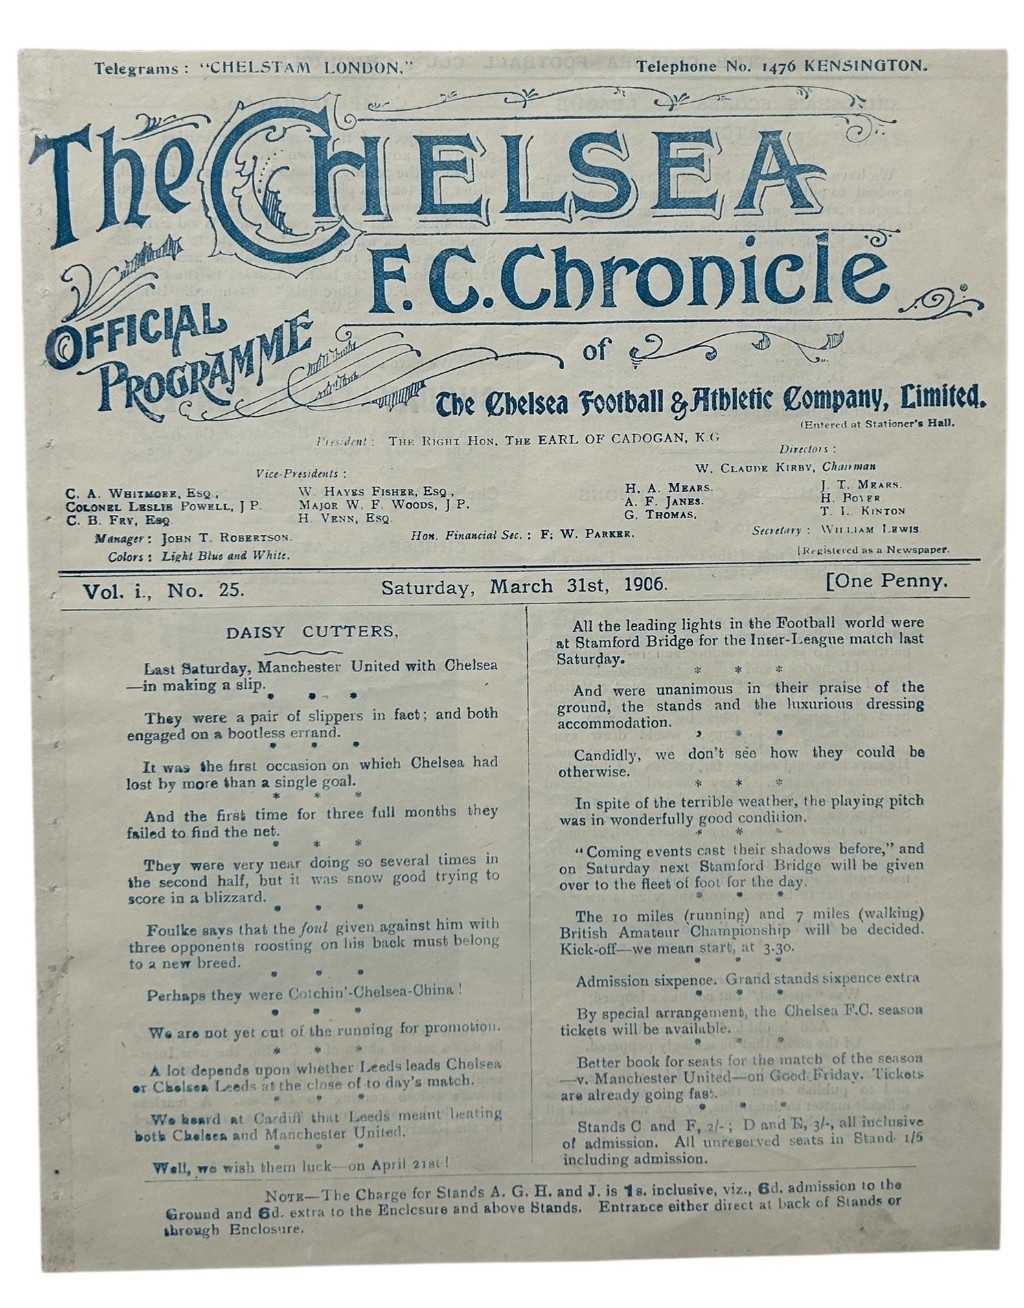 Telegrams: "CHELSTAM LONDON." Telephone No. 1476 KENSINGTON.
The CHELSEA
F.C. Chronicle
OFFICIAL
PROGRAMME
of
The Chelsea Football & Athletic Company, Limited.
(Entered at Stationer's Hall.
President: THE RIGHT HON. THE EARL OF CADOGAN, K.G
Directors:
Vice-Presidents: W. CLAUDE KIRBY, Chairman
C. A. WHITMORE, ESQ., W. HAYES FISHER, ESQ., H. A. MEARS. J. T. MEARS.
COLONEL LESLIE POWELL, J P. MAJOR W. F. WOODS, J P. A. F. JANES. H. BOYER
C. B. FRY, ESQ. H. VENN, ESQ. G. THOMAS, T. L. KINTON
Manager: JOHN T. ROBERTSON. Hon. Financial Sec.: F. W. PARKER. Secretary: WILLIAM LEWIS.
Colors: Light Blue and White. [Registered as a Newspaper.
Vol. i., No. 25. Saturday, March 31st, 1906. [One Penny.
DAISY CUTTERS,
Last Saturday, Manchester United with Chelsea
—in making a slip.
* * *
They were a pair of slippers in fact; and both
engaged on a bootless errand.
* * *
It was the first occasion on which Chelsea had
lost by more than a single goal.
* * *
And the first time for three full months they
failed to find the net.
* * *
They were very near doing so several times in
the second half, but it was snow good trying to
score in a blizzard.
* * *
Foulke says that the foul given against him with
three opponents roosting on his back must belong
to a new breed.
* * *
Perhaps they were Cotchin'-Chelsea-China!
* * *
We are not yet out of the running for promotion.
* * *
A lot depends upon whether Leeds leads Chelsea
or Chelsea Leeds at the close of to day's match.
* * *
We heard at Cardiff that Leeds meant beating
both Chelsea and Manchester United.
* * *
Well, we wish them luck—on April 21st!
All the leading lights in the Football world were
at Stamford Bridge for the Inter-League match last
Saturday.
* * *
And were unanimous in their praise of the
ground, the stands and the luxurious dressing
accommodation.
* * *
Candidly, we don't see how they could be
otherwise.
* * *
In spite of the terrible weather, the playing pitch
was in wonderfully good condition.
* * *
"Coming events cast their shadows before," and
on Saturday next Stamford Bridge will be given
over to the fleet of foot for the day.
* * *
The 10 miles (running) and 7 miles (walking)
British Amateur Championship will be decided.
Kick-off—we mean start, at 3.30.
* * *
Admission sixpence. Grand stands sixpence extra
* * *
By special arrangement, the Chelsea F.C. season
tickets will be available.
* * *
Better book for seats for the match of the season
—v. Manchester United—on Good Friday. Tickets
are already going fast.
* * *
Stands C and F, 2/-; D and E, 3/-, all inclusive
of admission. All unreserved seats in Stand 1/6
including admission.
NOTE—The Charge for Stands A. G. H. and J. is 1s. inclusive, viz., 6d. admission to the
Ground and 6d. extra to the Enclosure and above Stands. Entrance either direct at back of Stands or
through Enclosure.